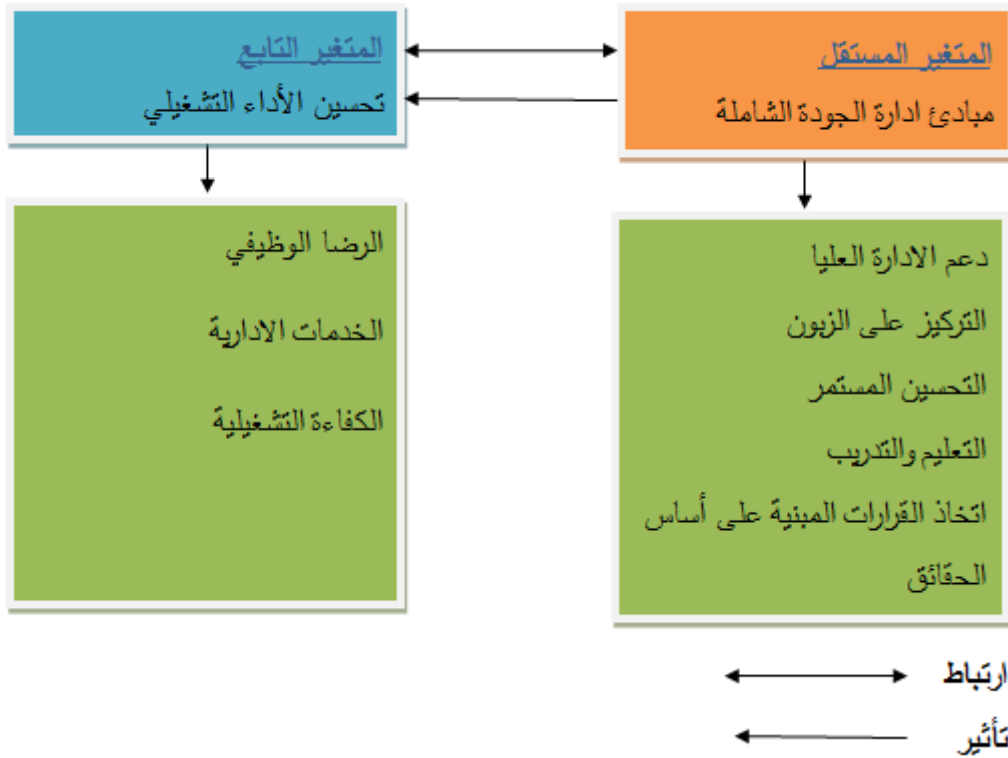 المتغير المستقل
مبادئ ادارة الجودة الشاملة
المتغير التابع
تحسين الأداء التشغيلي
دعم الادارة العليا
التركيز على الزبون
التحسين المستمر
التعليم والتدريب
اتخاذ القرارات المبنية على أساس
الحقائق
الرضا الوظيفي
الخدمات الادارية
الكفاءة التشغيلية
ارتباط
تأثير